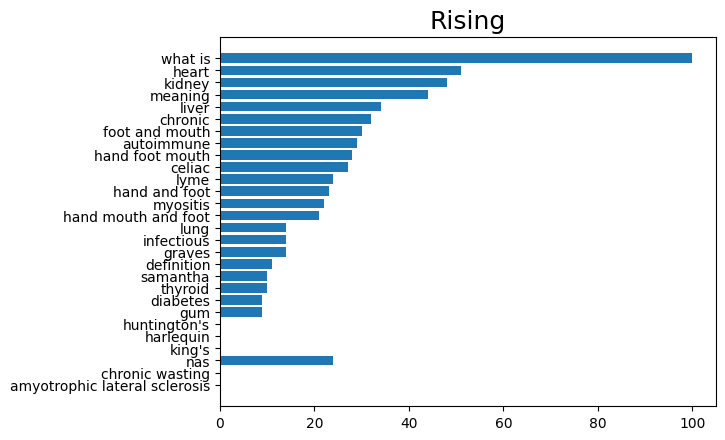 Rising
what is
heart
kidney
meaning
liver
chronic
foot and mouth
autoimmune
hand foot mouth
celiac
lyme
hand and foot
myositis
hand mouth and foot
lung
infectious
graves
definition
samantha
thyroid
diabetes
gum
huntington's
harlequin
king's
nas
chronic wasting
amyotrophic lateral sclerosis
0 20 40 60 80 100